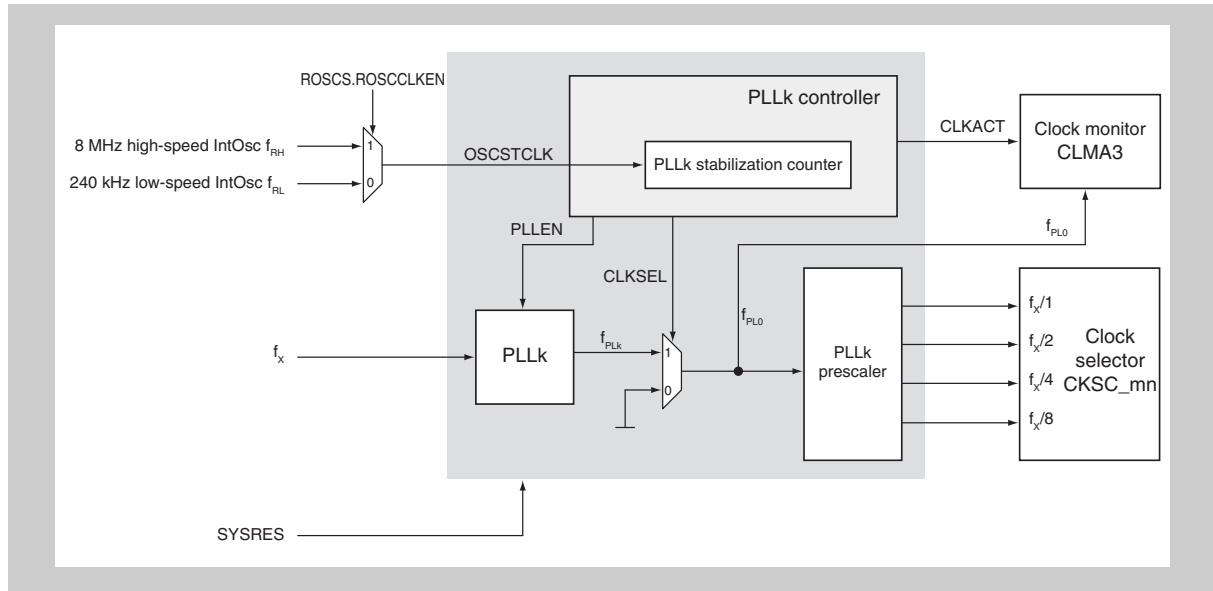 ROSCS.ROSCCLKEN
PLLk controller
CLKACT
Clock monitor
CLMA3
8 MHz high-speed IntOsc fRH
1
OSCSTCLK
PLLk stabilization counter
240 kHz low-speed IntOsc fRL
0
PLLEN
fPL0
CLKSEL
fX
PLLk
fPLk
1
0
fPL0
PLLk
prescaler
fX/1
fX/2
fX/4
fX/8
Clock
selector
CKSC_mn
SYSRES